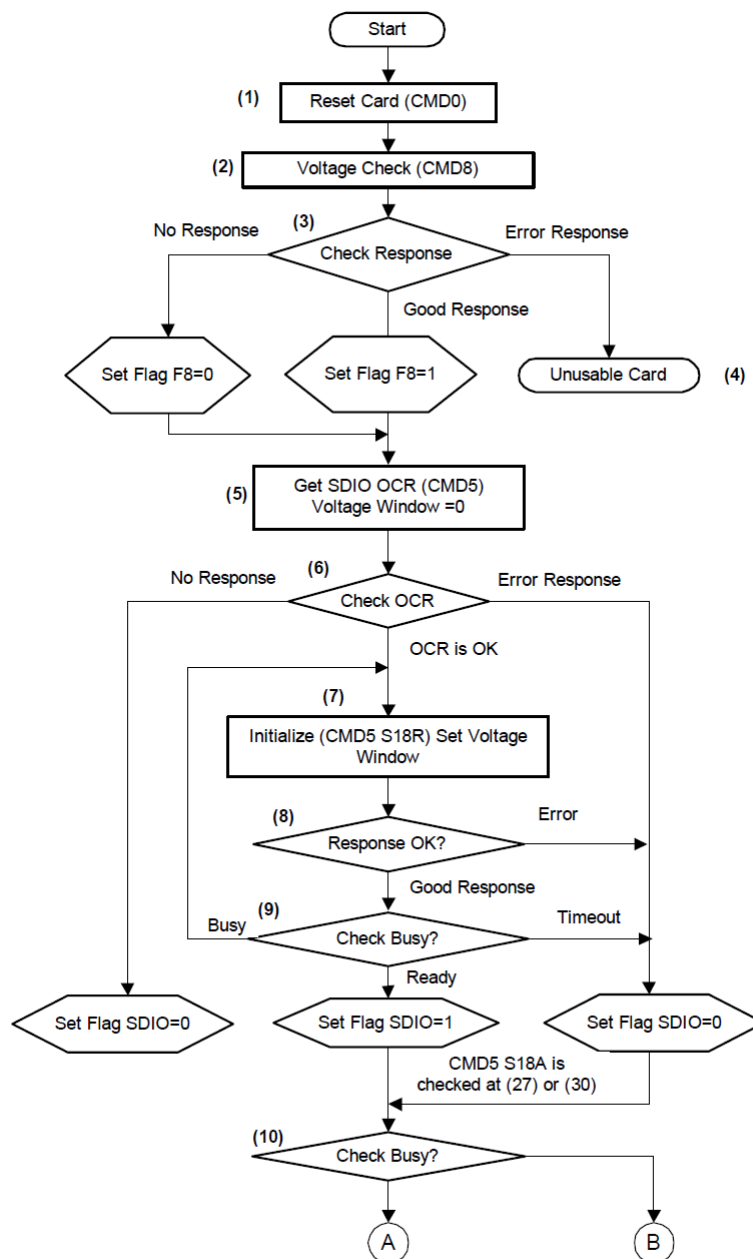 Start
(1)
Reset Card (CMD0)
(2)
Voltage Check (CMD8)
(3)
No Response
Error Response
Check Response
Good Response
Set Flag F8=0
Set Flag F8=1
Unusable Card
(4)
(5)
Get SDIO OCR (CMD5)
Voltage Window =0
(6)
No Response
Error Response
Check OCR
OCR is OK
(7)
Initialize (CMD5 S18R) Set Voltage
Window
(8)
Error
Response OK?
Good Response
(9)
Busy
Timeout
Check Busy?
Ready
Set Flag SDIO=0
Set Flag SDIO=1
Set Flag SDIO=0
CMD5 S18A is
checked at (27) or (30)
(10)
Check Busy?
A
B